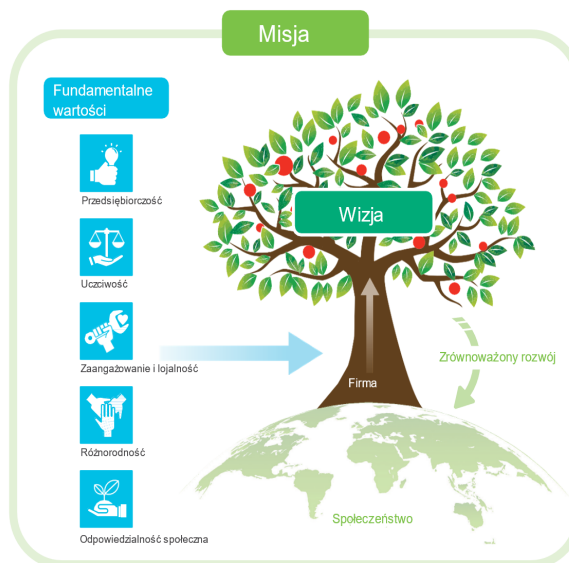 Misja
Fundamentalne
wartości
Przedsiębiorczość
Uczciwość
Zaangażowanie i lojalność
Różnorodność
Odpowiedzialność społeczna
Wizja
Firma
Zrównoważony rozwój
Społeczeństwo